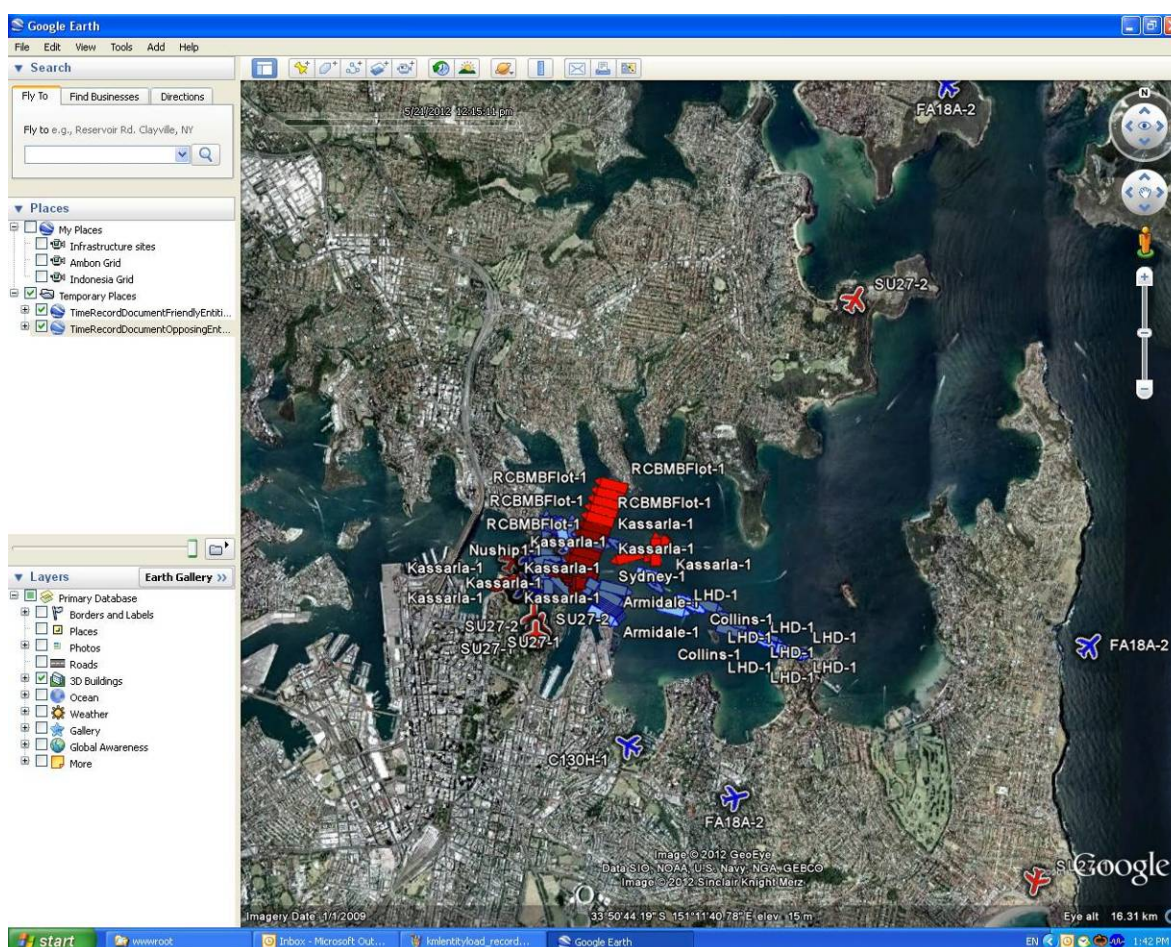 Google Earth
File Edit View Tools Add Help
Search
Fly To Find Businesses Directions
Fly to e.g., Reservoir Rd. Clayville, NY
Places
My Places
Infrastructure sites
Ambon Grid
Indonesia Grid
Temporary Places
TimeRecordDocumentFriendlyEntiti...
TimeRecordDocumentOpposingEnt...
Layers Earth Gallery >>
Primary Database
Borders and Labels
Places
Photos
Roads
3D Buildings
Ocean
Weather
Gallery
Global Awareness
More
5/21/2012 12:15:11 pm
N
FA18A-2
SU27-2
RCBMBFlot-1
RCBMBFlot-1
RCBMBFlot-1
RCBMBFlot-1
RCBMBFlot-1
Kassarla-1
Kassarla-1
Kassarla-1
Nuship1-1
Kassarla-1
Kassarla-1
Kassarla-1
Kassarla-1
Sydney-1
Kassarla-1
Kassarla-1
Kassarla-1
Armidale-1
LHD-1
SU27-2
SU27-2
Collins-1
LHD-1
Armidale-1
LHD-1
LHD-1
SU27-1
Collins-1
LHD-1
LHD-1
LHD-1
FA18A-2
C130H-1
FA18A-2
Google
Image © 2012 GeoEye
Data SIO, NOAA, U.S. Navy, NGA, GEBCO
Image © 2012 Sinclair Knight Merz
Imagery Date 1/1/2009 33 50'44.19" S 151°11'40.78" E elev 15 m Eye alt 16.31 km
start wwwroot Inbox - Microsoft Out... kmlentityload_record... Google Earth EN 1:42 PM